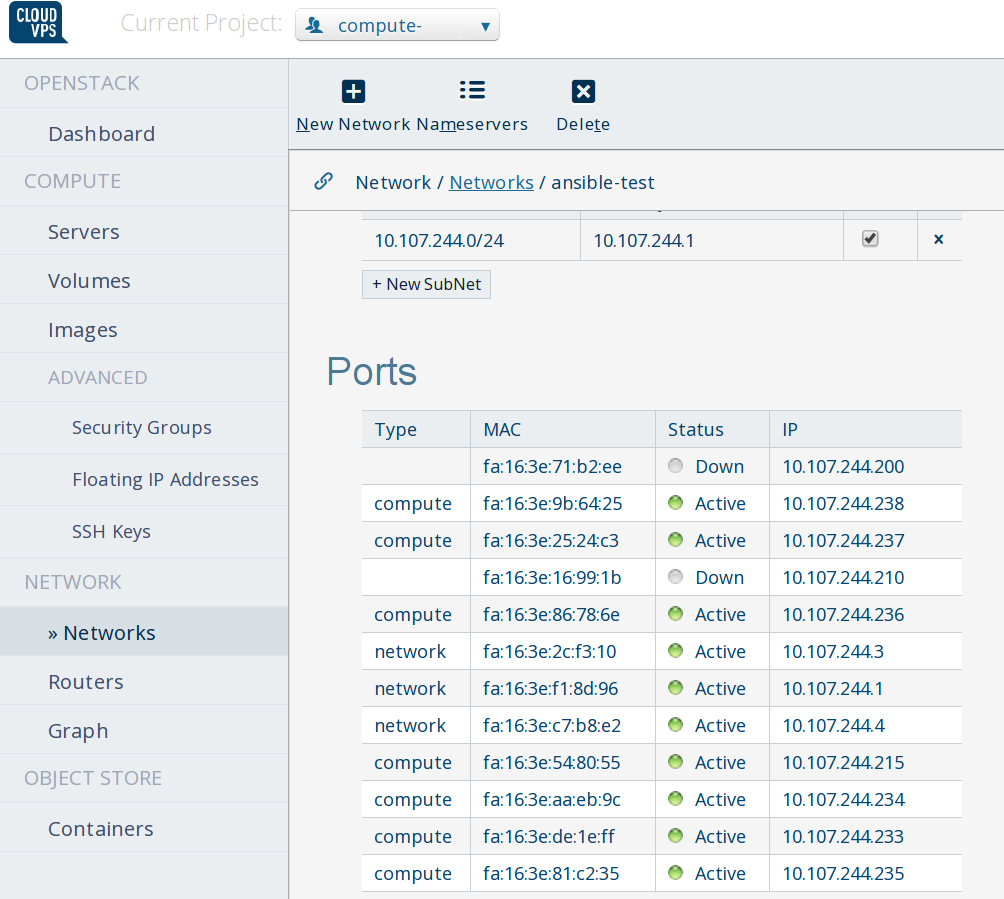 CLOUD
VPS
Current Project:
compute-
OPENSTACK
Dashboard
COMPUTE
Servers
Volumes
Images
ADVANCED
Security Groups
Floating IP Addresses
SSH Keys
NETWORK
» Networks
Routers
Graph
OBJECT STORE
Containers
New Network Nameservers Delete
Network / Networks / ansible-test
10.107.244.0/24 10.107.244.1
+ New SubNet
Ports
Type MAC Status IP
fa:16:3e:71:b2:ee Down 10.107.244.200
compute fa:16:3e:9b:64:25 Active 10.107.244.238
compute fa:16:3e:25:24:c3 Active 10.107.244.237
fa:16:3e:16:99:1b Down 10.107.244.210
compute fa:16:3e:86:78:6e Active 10.107.244.236
network fa:16:3e:2c:f3:10 Active 10.107.244.3
network fa:16:3e:f1:8d:96 Active 10.107.244.1
network fa:16:3e:c7:b8:e2 Active 10.107.244.4
compute fa:16:3e:54:80:55 Active 10.107.244.215
compute fa:16:3e:aa:eb:9c Active 10.107.244.234
compute fa:16:3e:de:1e:ff Active 10.107.244.233
compute fa:16:3e:81:c2:35 Active 10.107.244.235